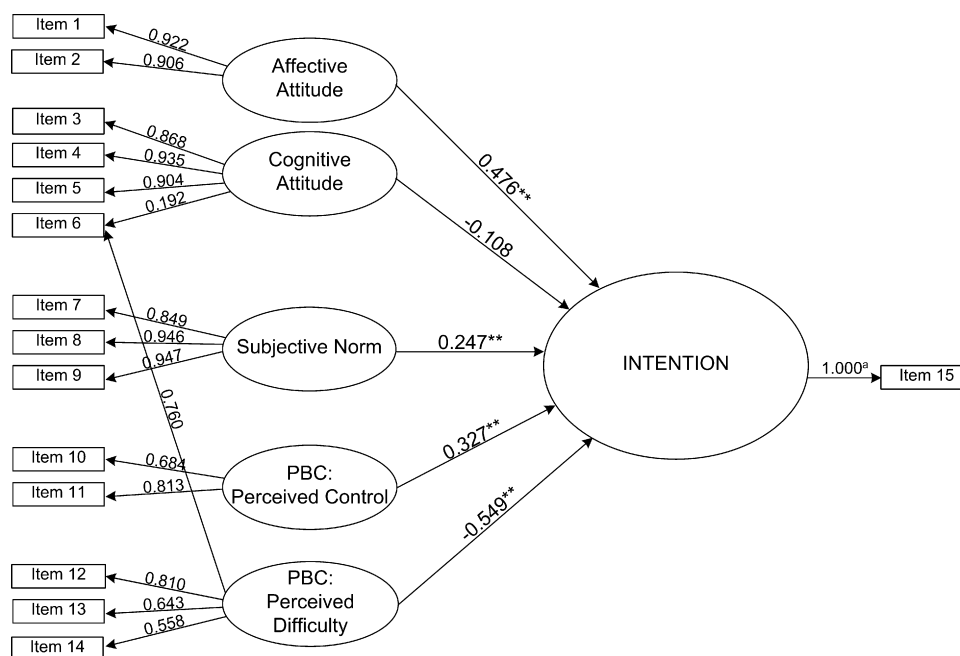 Item 1
0.922
Item 2
0.906
Affective
Attitude
Item 3
0.868
Item 4
0.935
Item 5
0.904
Item 6
0.192
Cognitive
Attitude
0.476**
-0.108
Item 7
0.849
Item 8
0.946
Item 9
0.947
Subjective Norm
0.247**
INTENTION
1.000ª
Item 15
0.760
Item 10
0.684
Item 11
0.813
PBC:
Perceived Control
0.327**
-0.549**
Item 12
0.810
Item 13
0.643
Item 14
0.558
PBC:
Perceived
Difficulty